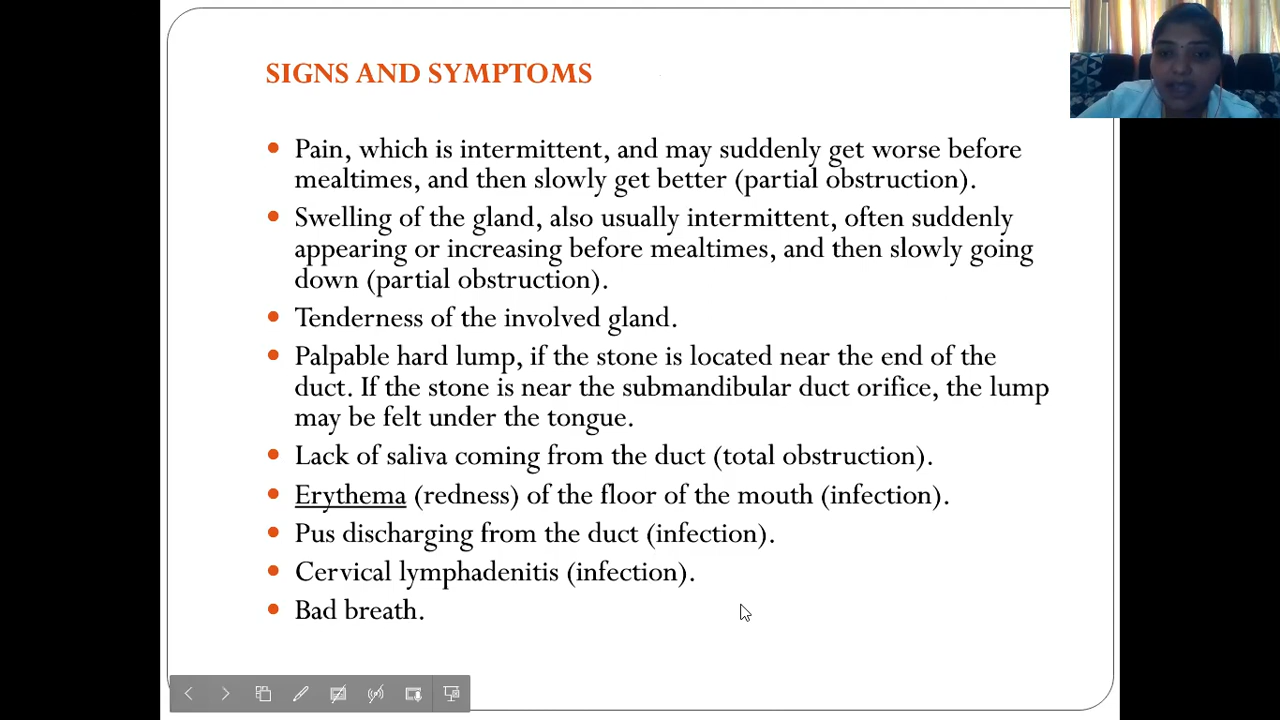 SIGNS AND SYMPTOMS
• Pain, which is intermittent, and may suddenly get worse before
mealtimes, and then slowly get better (partial obstruction).
• Swelling of the gland, also usually intermittent, often suddenly
appearing or increasing before mealtimes, and then slowly going
down (partial obstruction).
• Tenderness of the involved gland.
• Palpable hard lump, if the stone is located near the end of the
duct. If the stone is near the submandibular duct orifice, the lump
may be felt under the tongue.
• Lack of saliva coming from the duct (total obstruction).
• Erythema (redness) of the floor of the mouth (infection).
• Pus discharging from the duct (infection).
• Cervical lymphadenitis (infection).
• Bad breath.